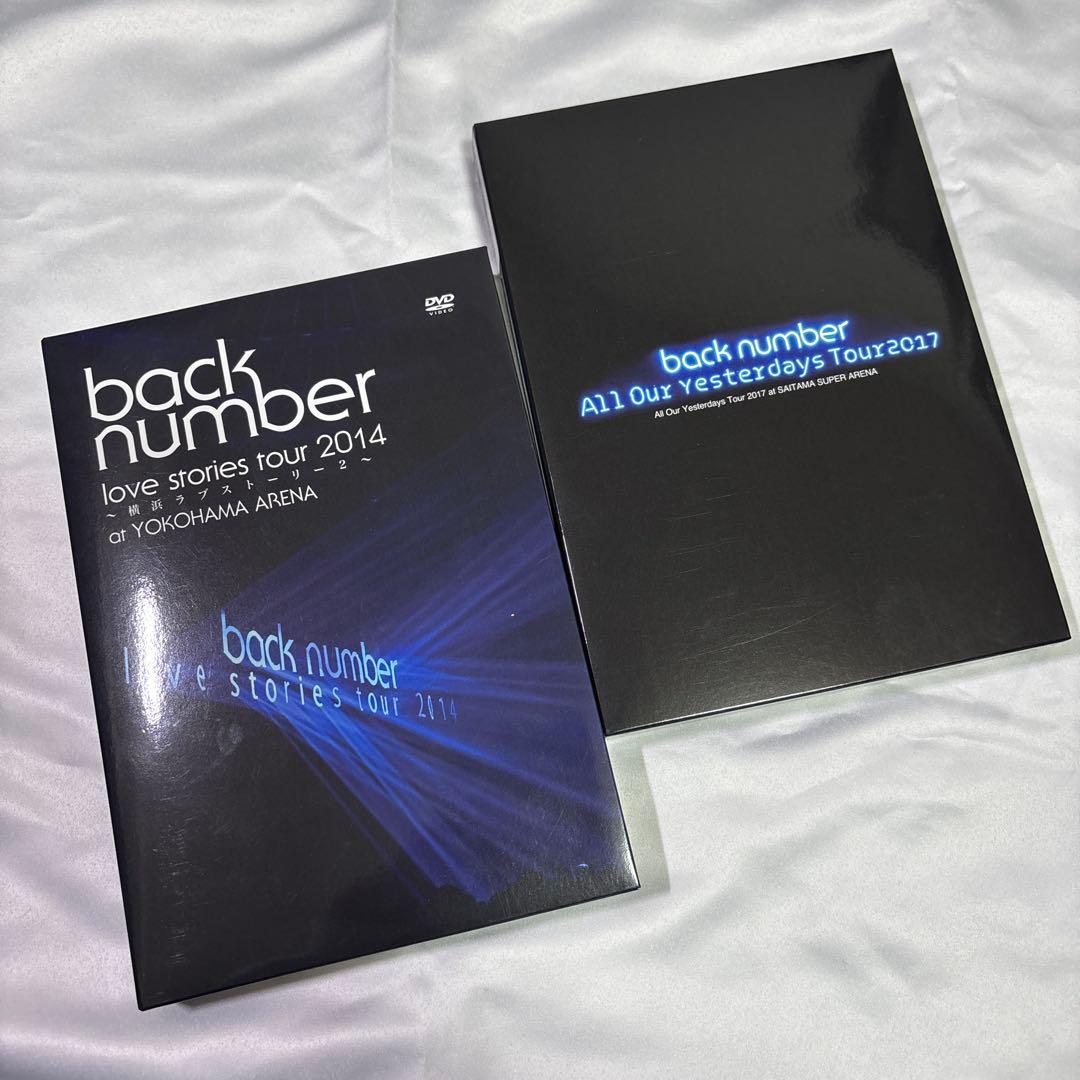 DVD
VIDEO
back
number
love stories tour 2014
~横浜ラブストーリー2~
at YOKOHAMA ARENA
back number
love stories tour 2014
back number
All Our Yesterdays Tour2017
All Our Yesterdays Tour 2017 at SAITAMA SUPER ARENA